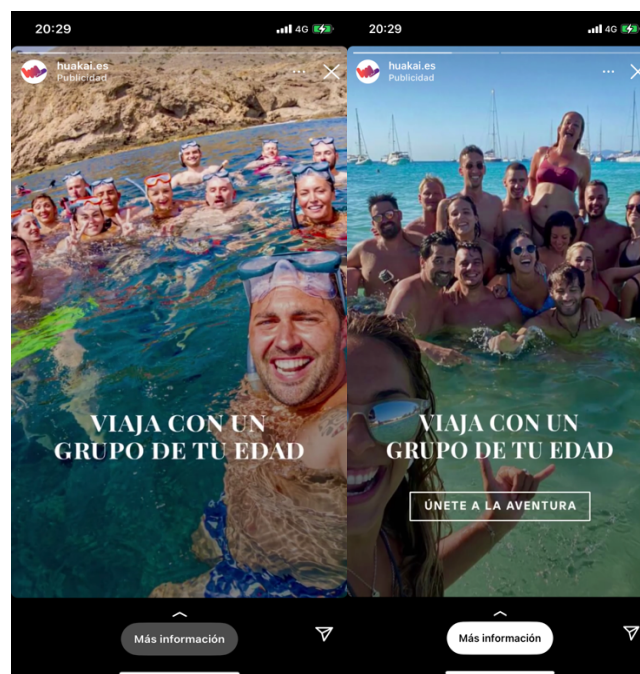 20:29
4G
huakai.es
Publicidad
VIAJA CON UN
GRUPO DE TU EDAD
Más información
20:29
4G
huakai.es
Publicidad
VIAJA CON UN
GRUPO DE TU EDAD
ÚNETE A LA AVENTURA
Más información